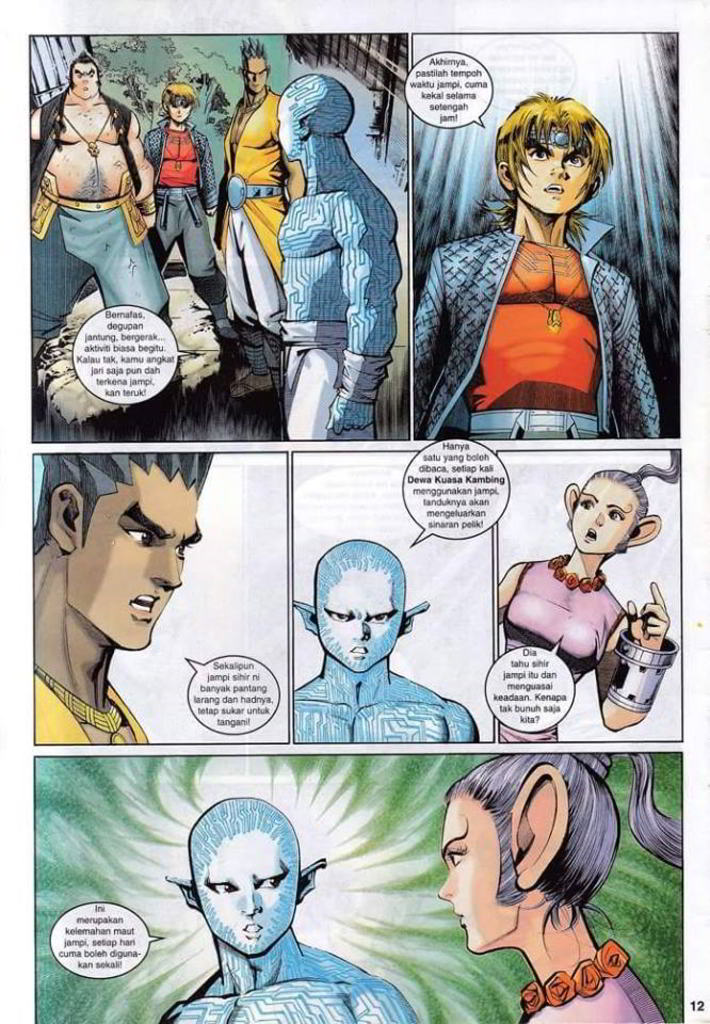 Akhirnya,
pastilah tempoh
waktu jampi, cuma
kekal selama
setengah
jam!
Bernafas,
degupan
jantung, bergerak...
aktiviti biasa begitu.
Kalau tak, kamu angkat
jari saja pun dah
terkena jampi,
kan teruk!
Sekalipun
jampi sihir ni
banyak pantang
larang dan hadnya,
tetap sukar untuk
tangani!
Hanya
satu yang boleh
dibaca, setiap kali
Dewa Kuasa Kambing
menggunakan jampi,
tanduknya akan
mengeluarkan
sinaran pelik!
Dia
tahu sihir
jampi itu dan
menguasai
keadaan. Kenapa
tak bunuh saja
kita?
Ini
merupakan
kelemahan maut
jampi, setiap hari
cuma boleh diguna-
kan sekali!
12